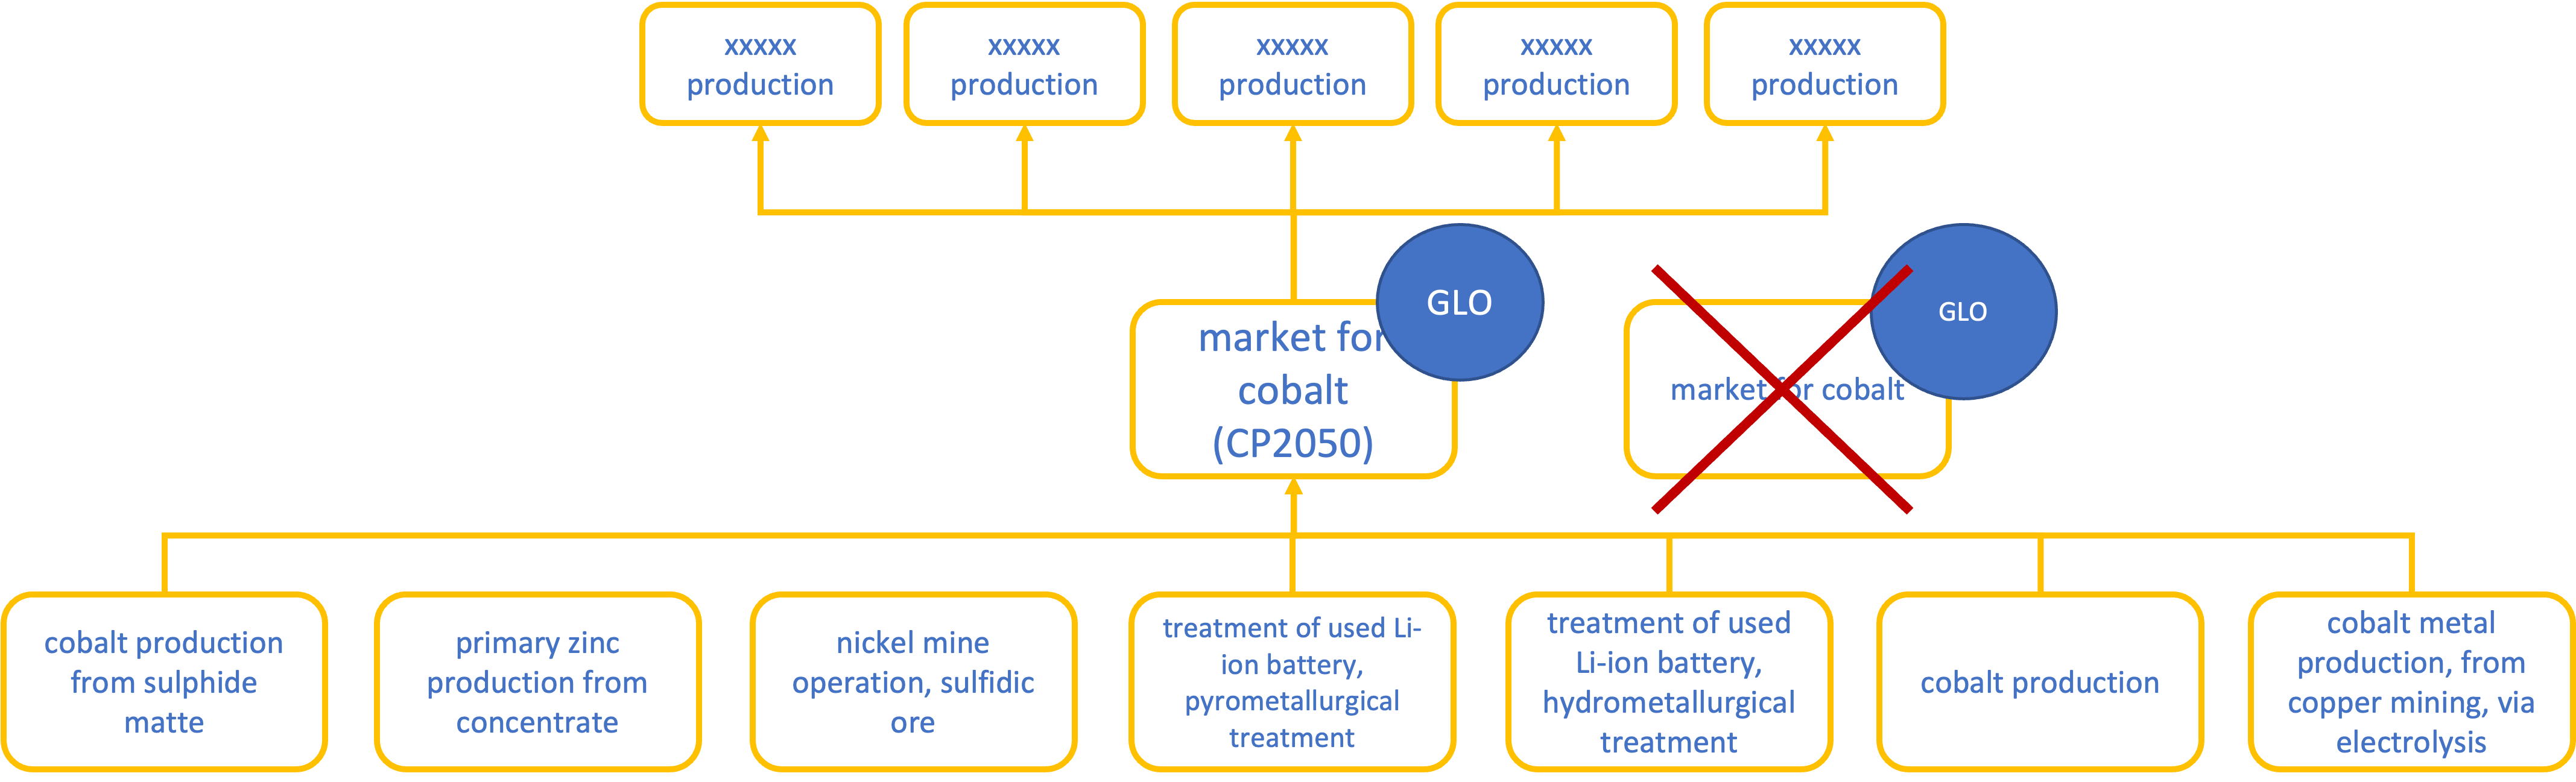 xxxxx
production
xxxxx
production
xxxxx
production
xxxxx
production
xxxxx
production
GLO
market for
cobalt
(CP2050)
GLO
market for cobalt
cobalt production
from sulphide
matte
primary zinc
production from
concentrate
nickel mine
operation, sulfidic
ore
treatment of used Li-
ion battery,
pyrometallurgical
treatment
treatment of used
Li-ion battery,
hydrometallurgical
treatment
cobalt production
cobalt metal
production, from
copper mining, via
electrolysis